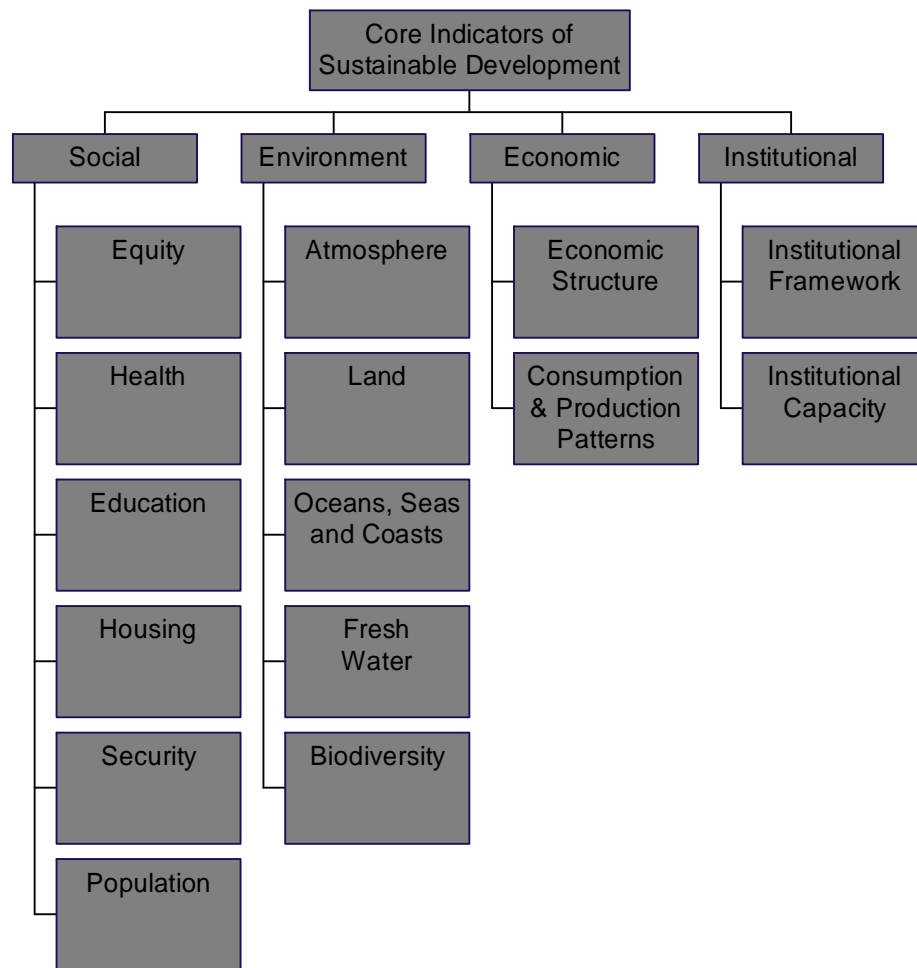 Core Indicators of
Sustainable Development
Social
Environment
Economic
Institutional
Equity
Health
Education
Housing
Security
Population
Atmosphere
Land
Oceans, Seas
and Coasts
Fresh
Water
Biodiversity
Economic
Structure
Consumption
& Production
Patterns
Institutional
Framework
Institutional
Capacity